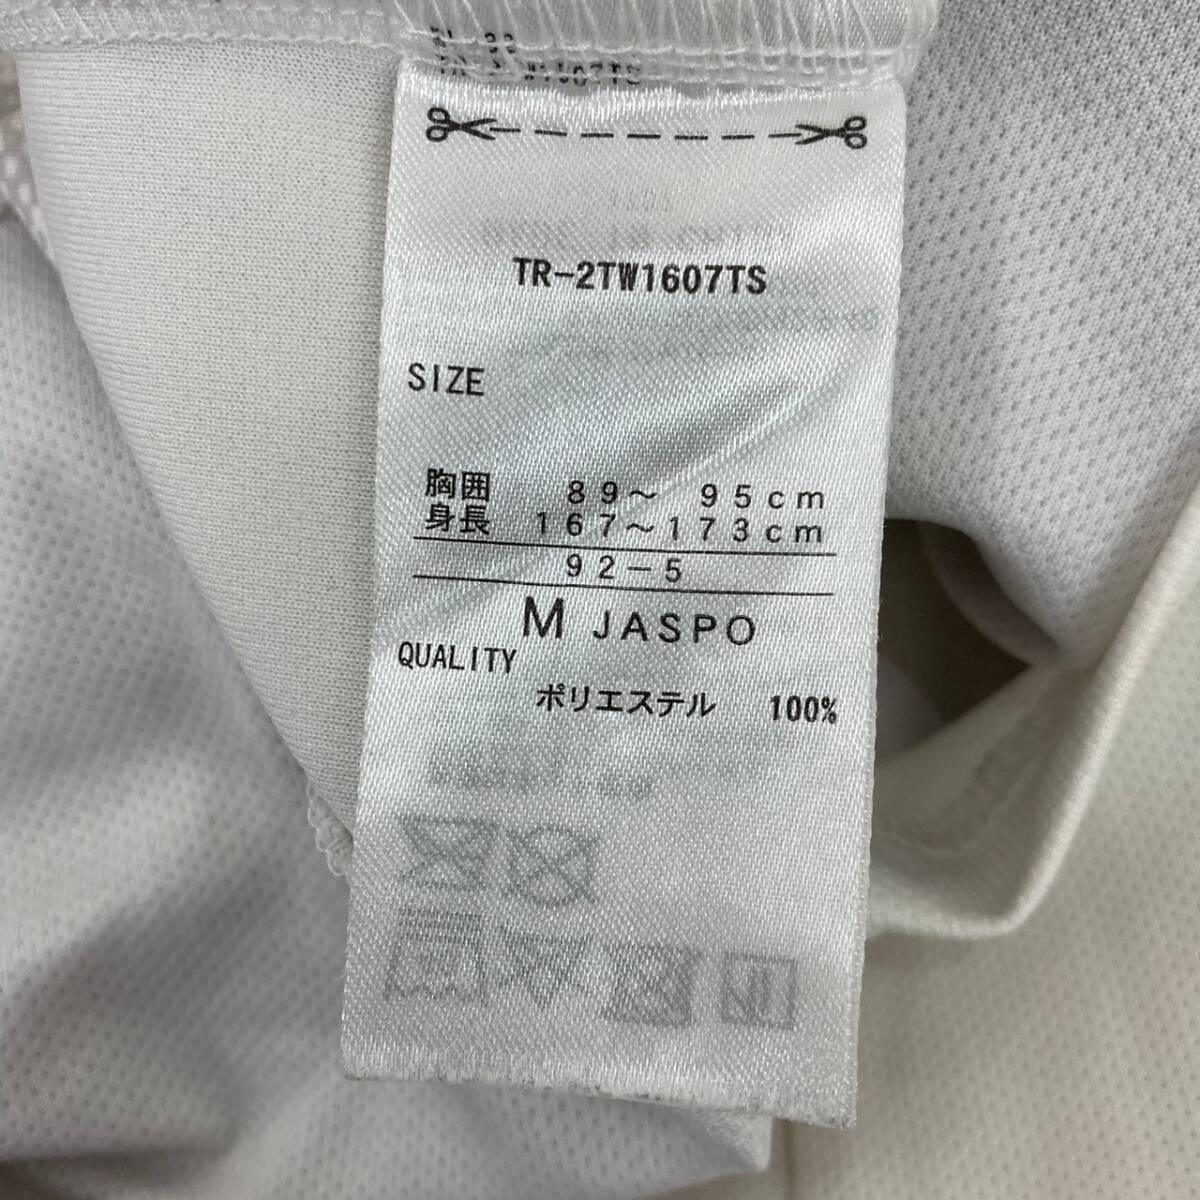 TR-2TW1607TS
SIZE
胸囲 89～ 95cm
身長 167～173cm
92-5
M JASPO
QUALITY
ポリエステル 100%